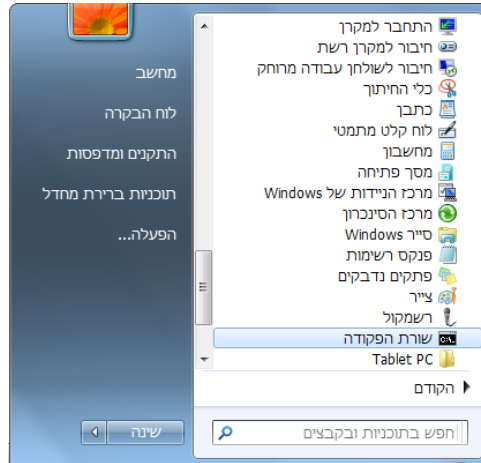 התחבר למקרן
חיבור למקרן רשת
חיבור לשולחן עבודה מרוחק
כלי החיתוך
כתבן
לוח קלט מתמטי
מחשבון
מסך פתיחה
מרכז הניידות של Windows
מרכז הסינכרון
סייר Windows
פנקס רשימות
פתקים נדבקים
צייר
רשמקול
שורת הפקודה
Tablet PC
הקודם
חפש בתוכניות ובקבצים
מחשב
לוח הבקרה
התקנים ומדפסות
תוכניות ברירת מחדל
הפעלה...
שינה